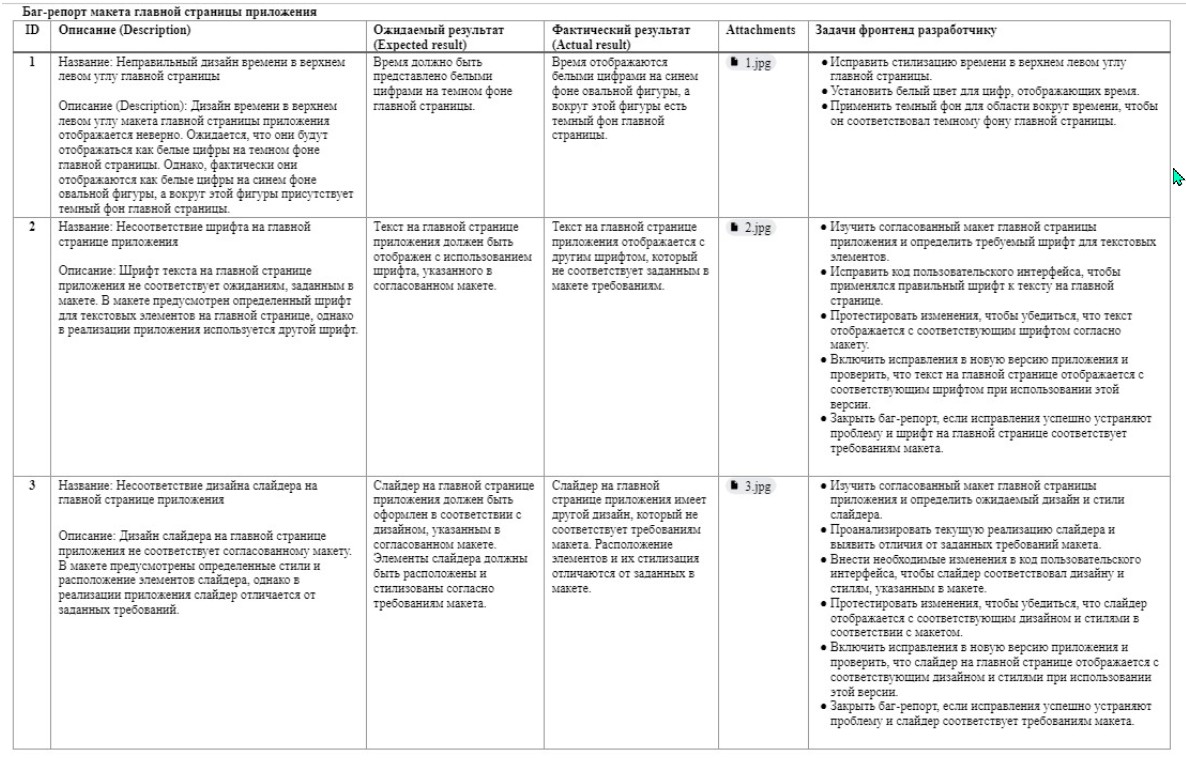 Баг-репорт макета главной страницы приложения
ID
Описание (Description)
Ожидаемый результат
(Expected result)
Фактический результат
(Actual result)
Attachments
Задачи фронтенд разработчику
1
Название: Неправильный дизайн времени в верхнем
левом углу главной страницы
Описание (Description): Дизайн времени в верхнем
левом углу макета главной страницы приложения
отображается неверно. Ожидается, что они будут
отображаться как белые цифры на темном фоне
главной страницы. Однако, фактически они
отображаются как белые цифры на синем фоне
овальной фигуры, а вокруг этой фигуры присутствует
темный фон главной страницы.
Время должно быть
представлено белыми
цифрами на темном фоне
главной страницы.
Время отображаются
белыми цифрами на синем
фоне овальной фигуры, а
вокруг этой фигуры есть
темный фон главной
страницы.
1.jpg
● Исправить стилизацию времени в верхнем левом углу
главной страницы.
● Установить белый цвет для цифр, отображающих время.
● Применить темный фон для области вокруг времени, чтобы
он соответствовал темному фону главной страницы.
2
Название: Несоответствие шрифта на главной
странице приложения
Описание: Шрифт текста на главной странице
приложения не соответствует ожиданиям, заданным в
макете. В макете предусмотрен определенный шрифт
для текстовых элементов на главной странице, однако
в реализации приложения используется другой шрифт.
Текст на главной странице
приложения должен быть
отображен с использованием
шрифта, указанного в
согласованном макете.
Текст на главной странице
приложения отображается с
другим шрифтом, который
не соответствует заданным в
макете требованиям.
2.jpg
● Изучить согласованный макет главной страницы
приложения и определить требуемый шрифт для текстовых
элементов.
● Исправить код пользовательского интерфейса, чтобы
применялся правильный шрифт к тексту на главной
странице.
● Протестировать изменения, чтобы убедиться, что текст
отображается с соответствующим шрифтом согласно
макету.
● Включить исправления в новую версию приложения и
проверить, что текст на главной странице отображается с
соответствующим шрифтом при использовании этой
версии.
● Закрыть баг-репорт, если исправления успешно устраняют
проблему и шрифт на главной странице соответствует
требованиям макета.
3
Название: Несоответствие дизайна слайдера на
главной странице приложения
Описание: Дизайн слайдера на главной странице
приложения не соответствует согласованному макету.
В макете предусмотрены определенные стили и
расположение элементов слайдера, однако в
реализации приложения слайдер отличается от
заданных требований.
Слайдер на главной странице
приложения должен быть
оформлен в соответствии с
дизайном, указанным в
согласованном макете.
Элементы слайдера должны
быть расположены и
стилизованы согласно
требованиям макета.
Слайдер на главной
странице приложения имеет
другой дизайн, который не
соответствует требованиям
макета. Расположение
элементов и их стилизация
отличаются от заданных в
макете.
3.jpg
● Изучить согласованный макет главной страницы
приложения и определить ожидаемый дизайн и стили
слайдера.
● Проанализировать текущую реализацию слайдера и
выявить отличия от заданных требований макета.
● Внести необходимые изменения в код пользовательского
интерфейса, чтобы слайдер соответствовал дизайну и
стилям, указанным в макете.
● Протестировать изменения, чтобы убедиться, что слайдер
отображается с соответствующим дизайном и стилями в
соответствии с макетом.
● Включить исправления в новую версию приложения и
проверить, что слайдер на главной странице отображается с
соответствующим дизайном и стилями при использовании
этой версии.
● Закрыть баг-репорт, если исправления успешно устраняют
проблему и слайдер соответствует требованиям макета.